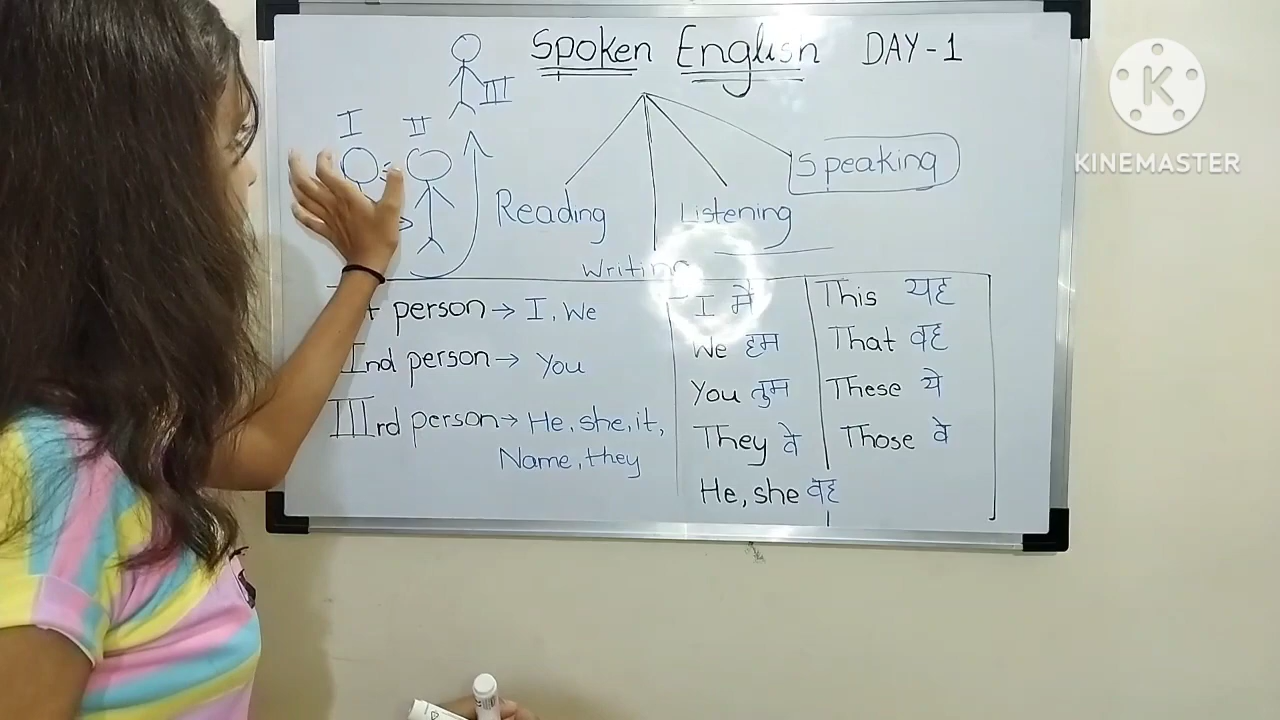 Spoken English DAY-1
III
I II
Speaking
Reading Listening
Writing
person → I, We
IInd person → You
IIIrd person → He, she, it,
Name, they
I मैं
We हम
You तुम
They वे
He, she वह
This यह
That वह
These ये
Those वे
K
KINEMASTER